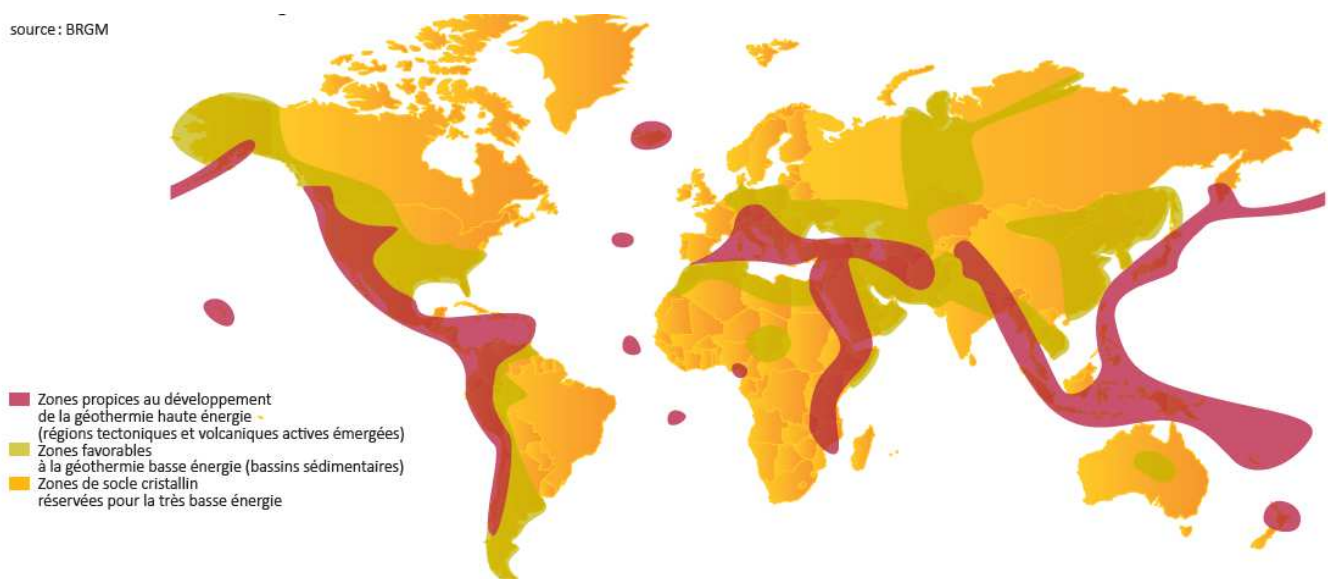 source : BRGM
Zones propices au développement
de la géothermie haute énergie
(régions tectoniques et volcaniques actives émergées)
Zones favorables
à la géothermie basse énergie (bassins sédimentaires)
Zones de socle cristallin
réservées pour la très basse énergie